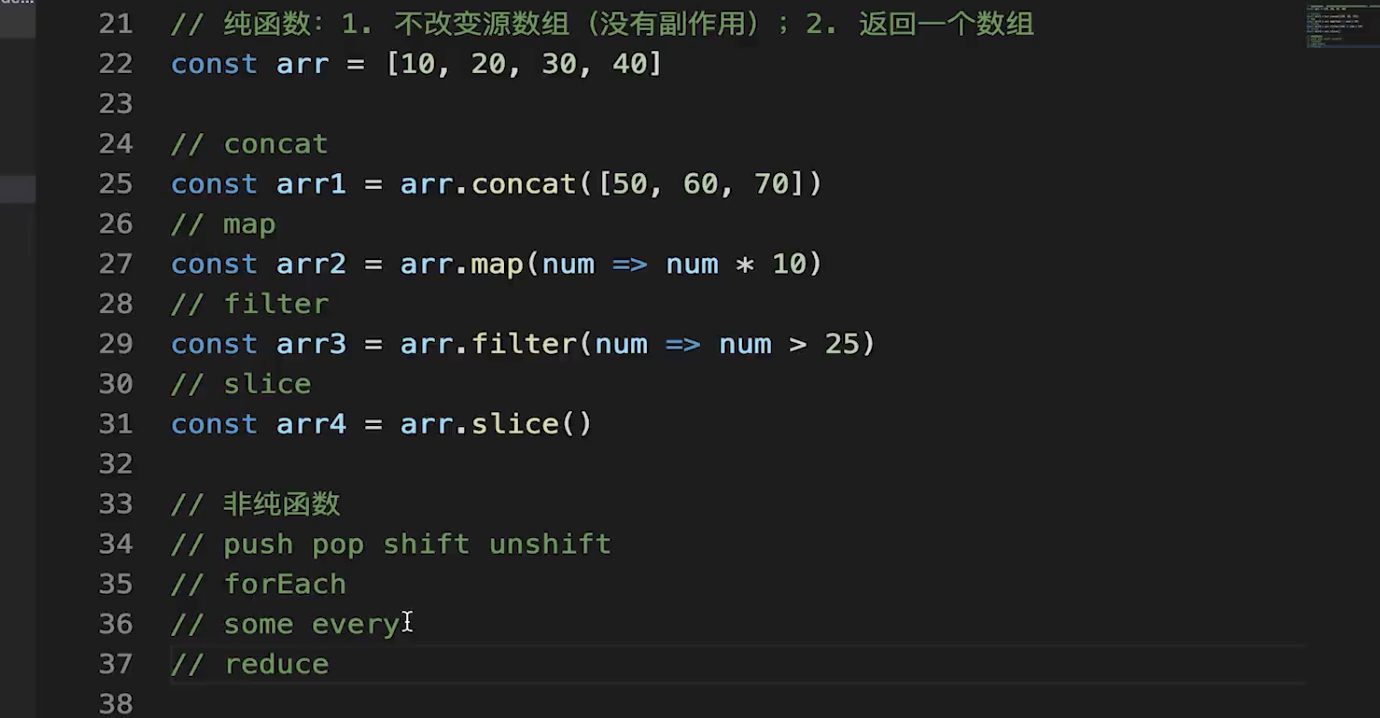 de...
21 // 纯函数：1. 不改变源数组（没有副作用）；2. 返回一个数组
22 const arr = [10, 20, 30, 40]
23
24 // concat
25 const arr1 = arr.concat([50, 60, 70])
26 // map
27 const arr2 = arr.map(num => num * 10)
28 // filter
29 const arr3 = arr.filter(num => num > 25)
30 // slice
31 const arr4 = arr.slice()
32
33 // 非纯函数
34 // push pop shift unshift
35 // forEach
36 // some every
37 // reduce
38